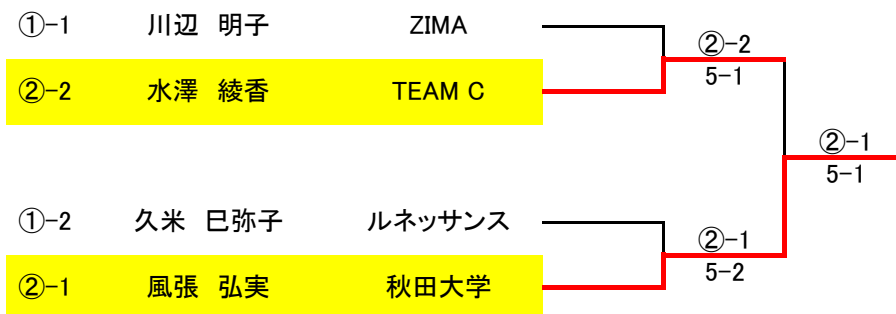 ①-1 川辺 明子 ZIMA
②-2
5-1
②-2 水澤 綾香 TEAM C
②-1
5-1
①-2 久米 巳弥子 ルネッサンス
②-1
5-2
②-1 風張 弘実 秋田大学